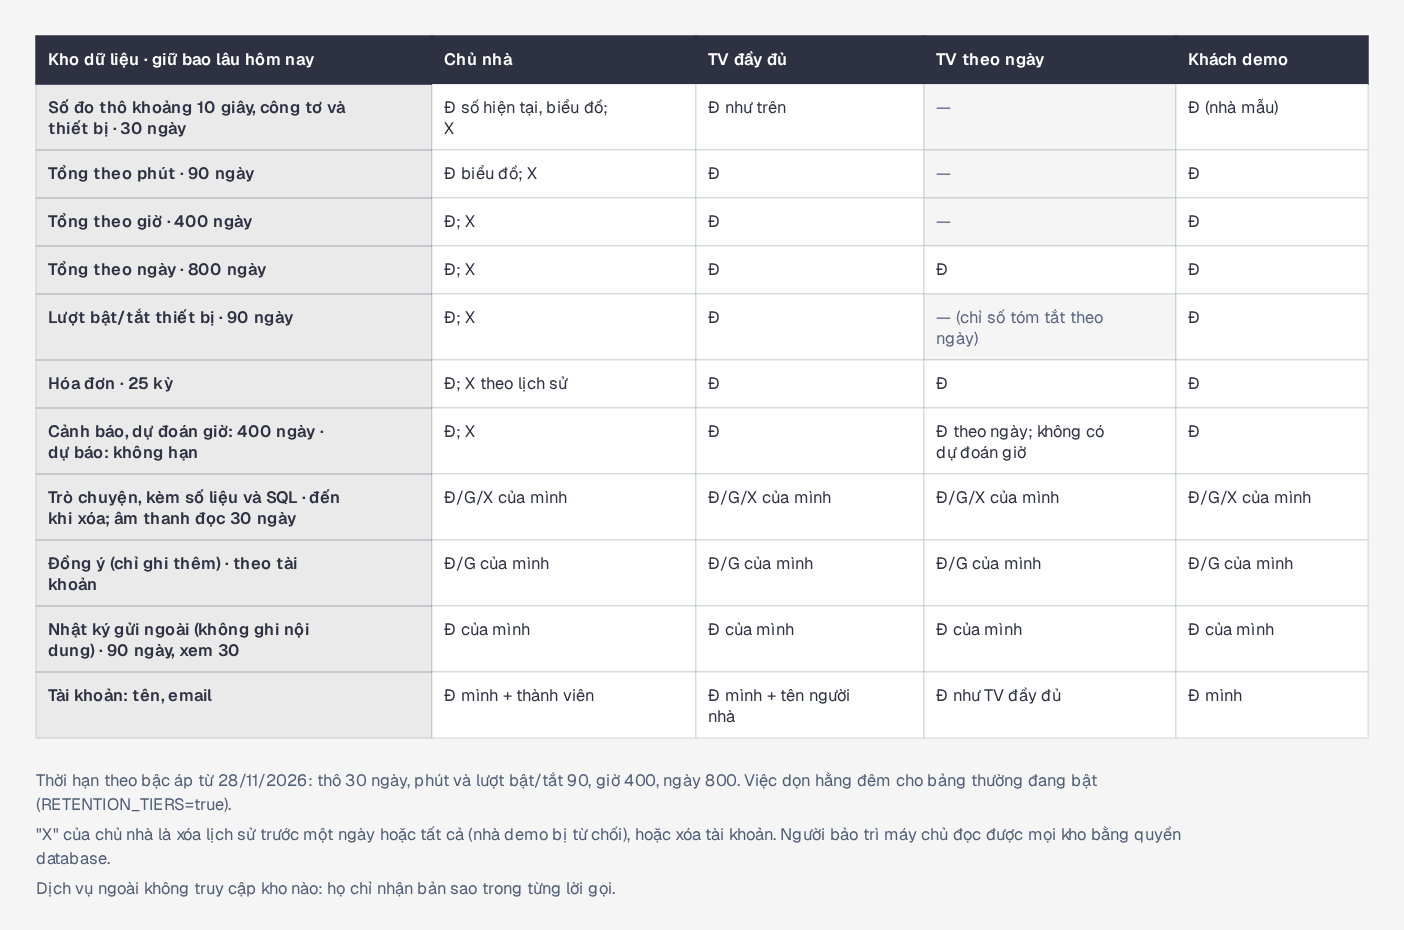 Kho dữ liệu · giữ bao lâu hôm nay Chủ nhà TV đầy đủ TV theo ngày Khách demo
Số đo thô khoảng 10 giây, công tơ và thiết bị · 30 ngày Đ số hiện tại, biểu đồ; X Đ như trên — Đ (nhà mẫu)
Tổng theo phút · 90 ngày Đ biểu đồ; X Đ — Đ
Tổng theo giờ · 400 ngày Đ; X Đ — Đ
Tổng theo ngày · 800 ngày Đ; X Đ Đ Đ
Lượt bật/tắt thiết bị · 90 ngày Đ; X Đ — (chỉ số tóm tắt theo ngày) Đ
Hóa đơn · 25 kỳ Đ; X theo lịch sử Đ Đ Đ
Cảnh báo, dự đoán giờ: 400 ngày · dự báo: không hạn Đ; X Đ Đ theo ngày; không có dự đoán giờ Đ
Trò chuyện, kèm số liệu và SQL · đến khi xóa; âm thanh đọc 30 ngày Đ/G/X của mình Đ/G/X của mình Đ/G/X của mình Đ/G/X của mình
Đồng ý (chỉ ghi thêm) · theo tài khoản Đ/G của mình Đ/G của mình Đ/G của mình Đ/G của mình
Nhật ký gửi ngoài (không ghi nội dung) · 90 ngày, xem 30 Đ của mình Đ của mình Đ của mình Đ của mình
Tài khoản: tên, email Đ mình + thành viên Đ mình + tên người nhà Đ như TV đầy đủ Đ mình
Thời hạn theo bậc áp từ 28/11/2026: thô 30 ngày, phút và lượt bật/tắt 90, giờ 400, ngày 800. Việc dọn hằng đêm cho bảng thường đang bật
(RETENTION_TIERS=true).
"X" của chủ nhà là xóa lịch sử trước một ngày hoặc tất cả (nhà demo bị từ chối), hoặc xóa tài khoản. Người bảo trì máy chủ đọc được mọi kho bằng quyền
database.
Dịch vụ ngoài không truy cập kho nào: họ chỉ nhận bản sao trong từng lời gọi.